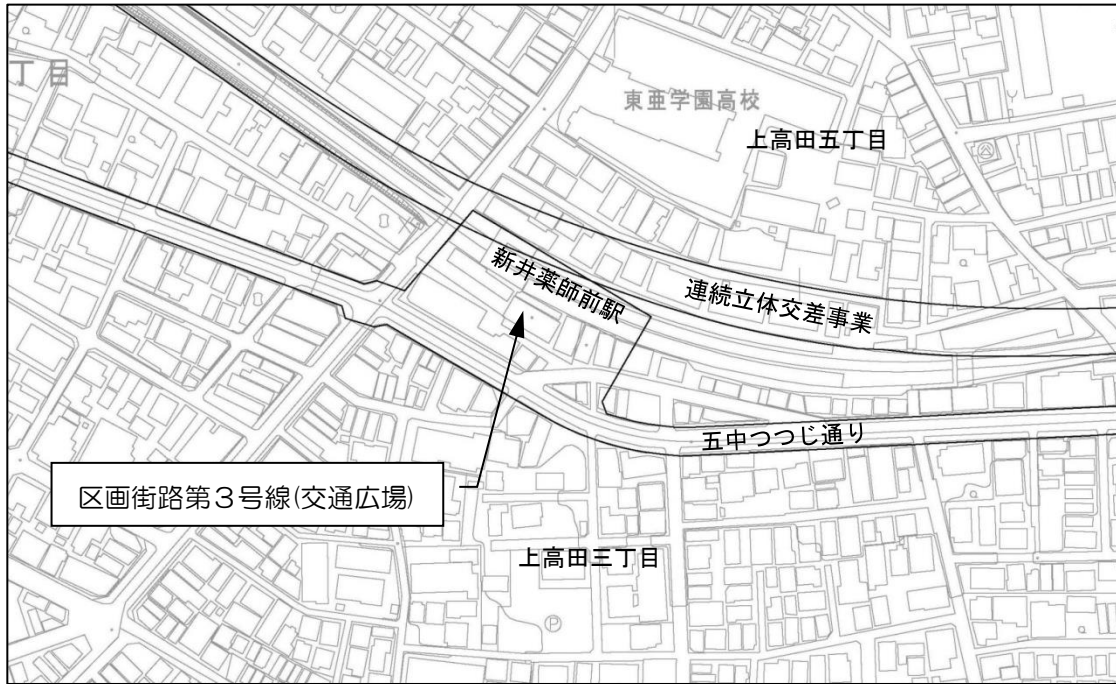 丁目
東亜学園高校
上高田五丁目
新井薬師前駅
連続立体交差事業
五中つつじ通り
区画街路第3号線(交通広場)
上高田三丁目
P